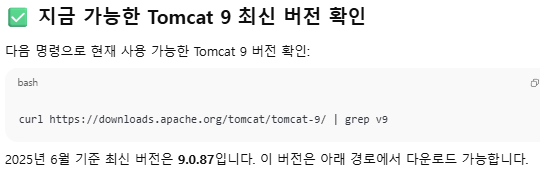 ✅ 지금 가능한 Tomcat 9 최신 버전 확인
다음 명령으로 현재 사용 가능한 Tomcat 9 버전 확인:
bash
curl https://downloads.apache.org/tomcat/tomcat-9/ | grep v9
2025년 6월 기준 최신 버전은 9.0.87입니다. 이 버전은 아래 경로에서 다운로드 가능합니다.